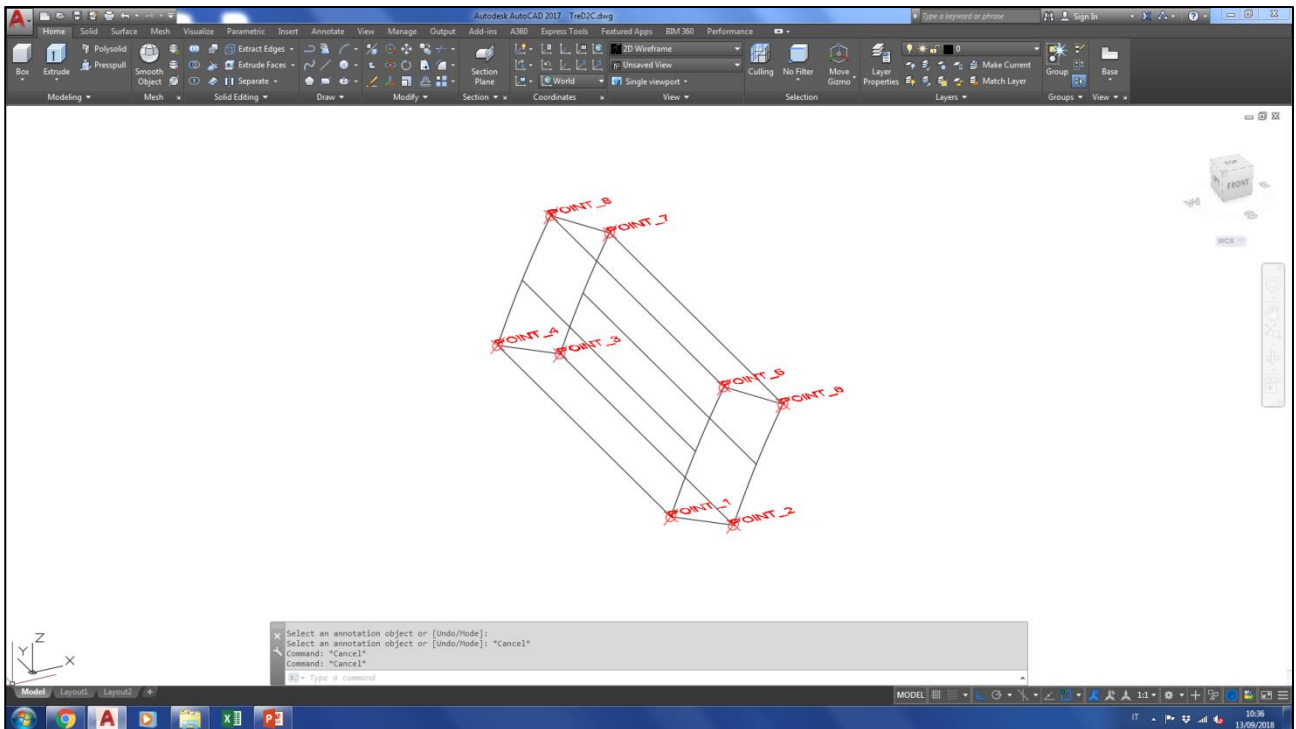 Autodesk AutoCAD 2017 TreD2C.dwg
Type a keyword or phrase
Sign In
Home Solid Surface Mesh Visualize Parametric Insert Annotate View Manage Output Add-ins A360 Express Tools Featured Apps BIM 360 Performance
Box
Extrude
Polysolid
Presspull
Smooth Object
Extract Edges
Extrude Faces
Separate
Section Plane
World
2D Wireframe
Unsaved View
Single viewport
Culling
No Filter
Move Gizmo
Layer Properties
0
Make Current
Match Layer
Group
Base
Modeling Mesh Solid Editing Draw Modify Section Coordinates View Selection Layers Groups View
TOP
FRONT
WCS
POINT_8
POINT_7
POINT_4
POINT_3
POINT_5
POINT_6
POINT_1
POINT_2
Z
Y
X
Select an annotation object or [Undo/Mode]:
Select an annotation object or [Undo/Mode]: *Cancel*
Command: *Cancel*
Command: *Cancel*
Type a command
Model Layout1 Layout2 +
MODEL
1:1
IT
10:36
13/09/2018